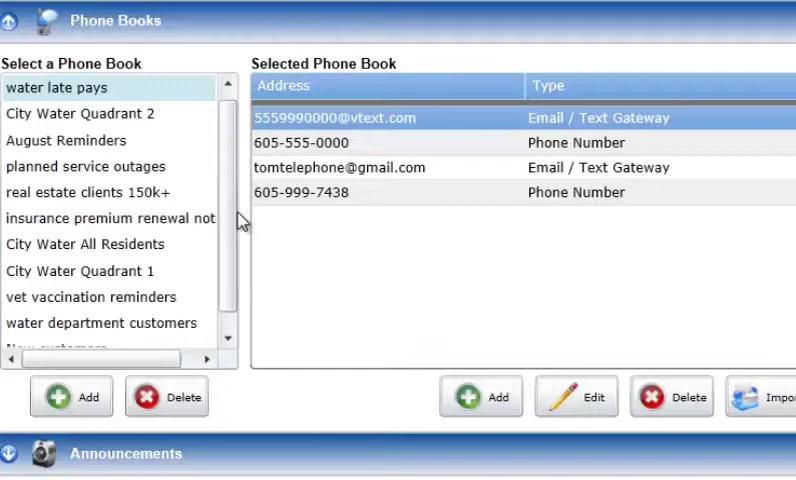 Phone Books
Select a Phone Book
water late pays
City Water Quadrant 2
August Reminders
planned service outages
real estate clients 150k+
insurance premium renewal not
City Water All Residents
City Water Quadrant 1
vet vaccination reminders
water department customers
New customers
Add Delete
Selected Phone Book
Address Type
5559990000@vtext.com Email / Text Gateway
605-555-0000 Phone Number
tomtelephone@gmail.com Email / Text Gateway
605-999-7438 Phone Number
Add Edit Delete Impo
Announcements